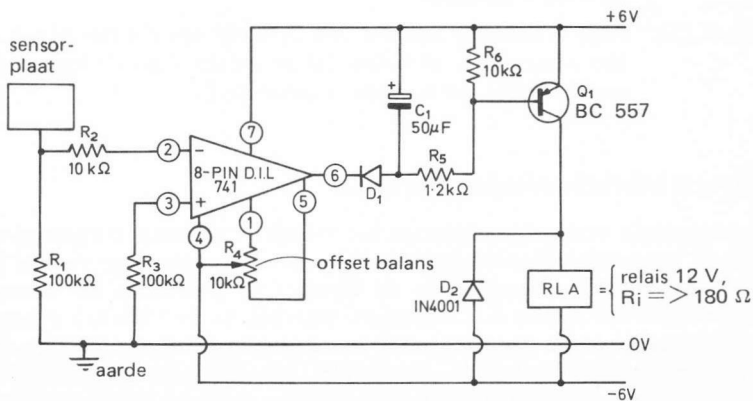 +6V
sensor-
plaat
R6
10kΩ
Q1
BC 557
+
C1
50μF
R2
10 kΩ
7
2
–
8-PIN D.I.L
741
6
D1
R5
1·2kΩ
3
+
5
4
1
R4
10kΩ
offset balans
R1
100kΩ
R3
100kΩ
D2
IN4001
RLA
= { relais 12 V,
Ri => 180 Ω
0V
aarde
-6V